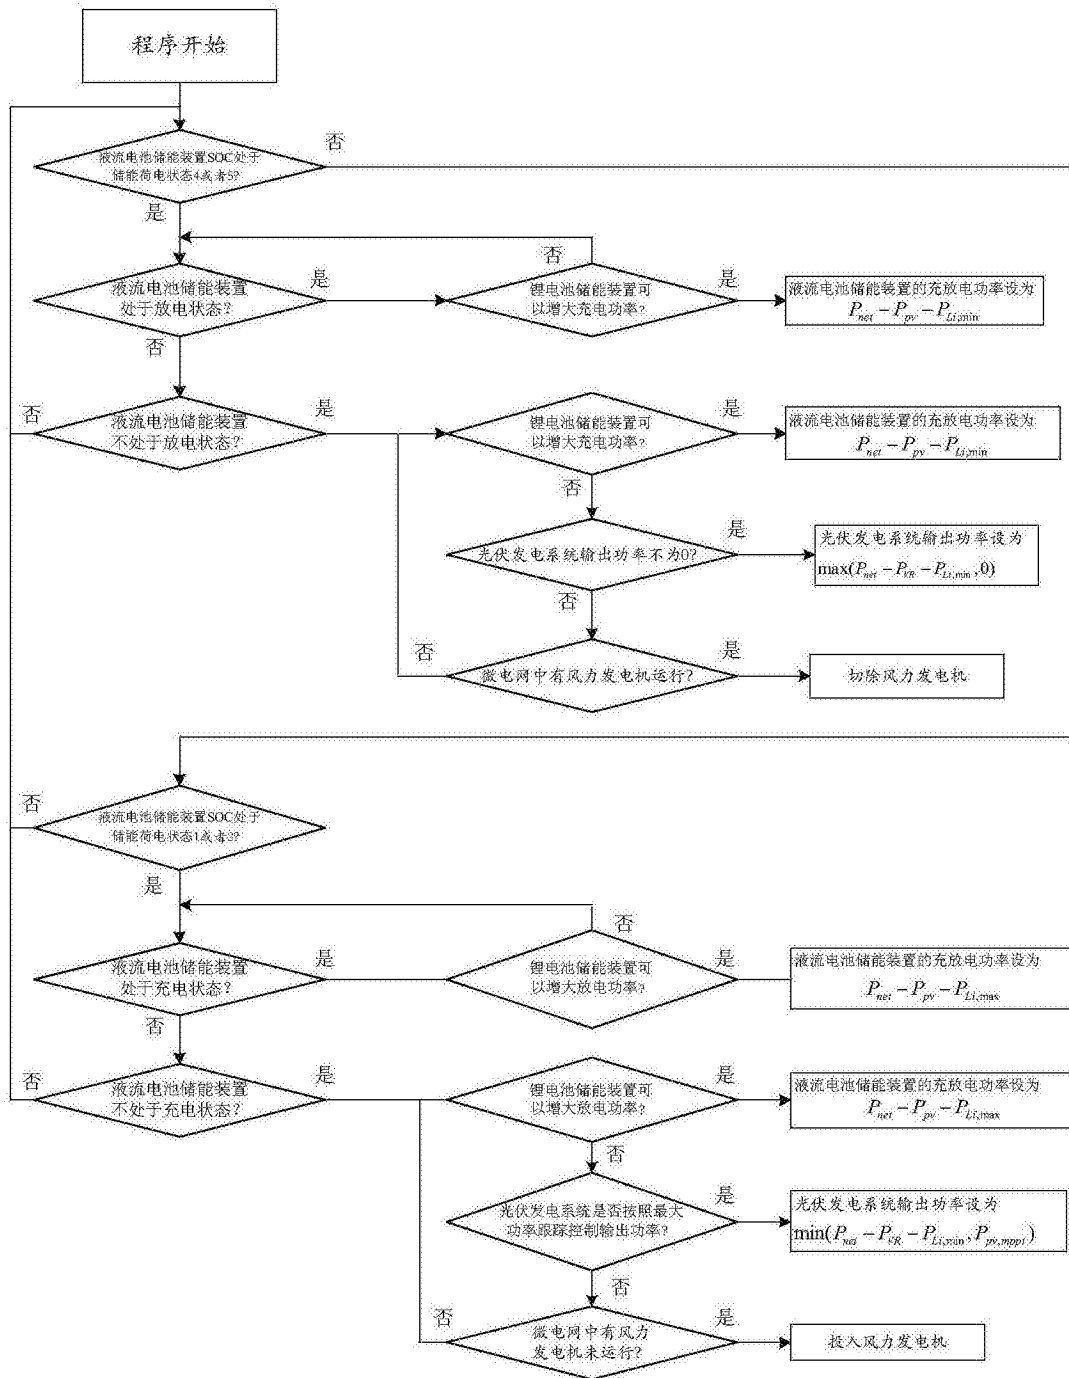 程序开始
否
液流电池储能装置SOC处于
储能荷电状态4或者5?
是
否
液流电池储能装置
处于放电状态?
是
锂电池储能装置可
以增大充电功率?
是
液流电池储能装置的充放电功率设为
P_net − P_pv − P_Li,min
否
否
液流电池储能装置
不处于放电状态?
是
锂电池储能装置可
以增大充电功率?
是
液流电池储能装置的充放电功率设为
P_net − P_pv − P_Li,min
否
光伏发电系统输出功率不为0?
是
光伏发电系统输出功率设为
max(P_net − P_VR − P_Li,min ,0)
否
否
微电网中有风力发电机运行?
是
切除风力发电机
否
液流电池储能装置SOC处于
储能荷电状态1或者2?
是
否
液流电池储能装置
处于充电状态?
是
锂电池储能装置可
以增大放电功率?
是
液流电池储能装置的充放电功率设为
P_net − P_pv − P_Li,max
否
否
液流电池储能装置
不处于充电状态?
是
锂电池储能装置可
以增大放电功率?
是
液流电池储能装置的充放电功率设为
P_net − P_pv − P_Li,max
否
光伏发电系统是否按照最大
功率跟踪控制输出功率?
是
光伏发电系统输出功率设为
min(P_net − P_VR − P_Li,min , P_pv,mppt)
否
否
微电网中有风力
发电机未运行?
是
投入风力发电机